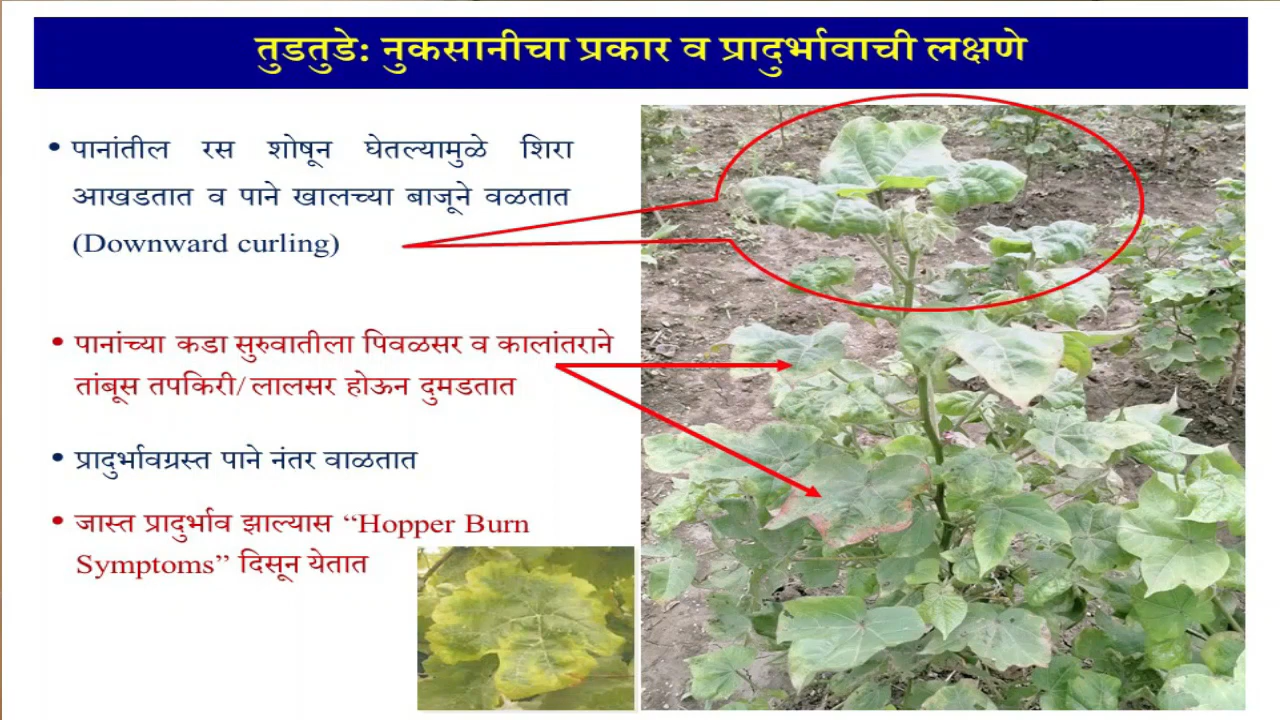 तुडतुडे: नुकसानीचा प्रकार व प्रादुर्भावाची लक्षणे
• पानांतील रस शोषून घेतल्यामुळे शिरा
आखडतात व पाने खालच्या बाजूने वळतात
(Downward curling)
• पानांच्या कडा सुरुवातीला पिवळसर व कालांतराने
तांबूस तपकिरी/ लालसर होऊन दुमडतात
• प्रादुर्भावग्रस्त पाने नंतर वाळतात
• जास्त प्रादुर्भाव झाल्यास “Hopper Burn
Symptoms” दिसून येतात